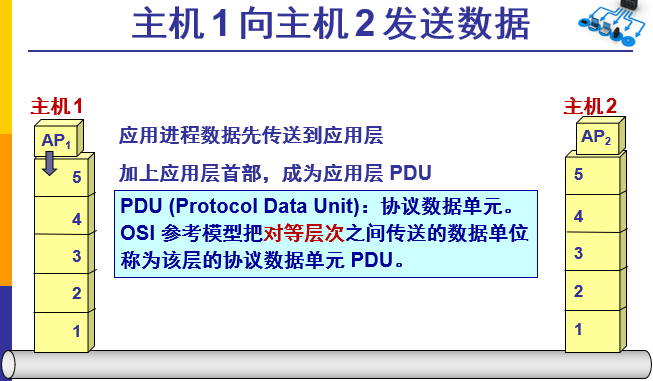 主机1向主机2发送数据
主机1
主机2
AP1
应用进程数据先传送到应用层
AP2
加上应用层首部，成为应用层 PDU
5
5
PDU (Protocol Data Unit)：协议数据单元。
OSI 参考模型把对等层次之间传送的数据单位
称为该层的协议数据单元 PDU。
4
4
3
3
2
2
1
1